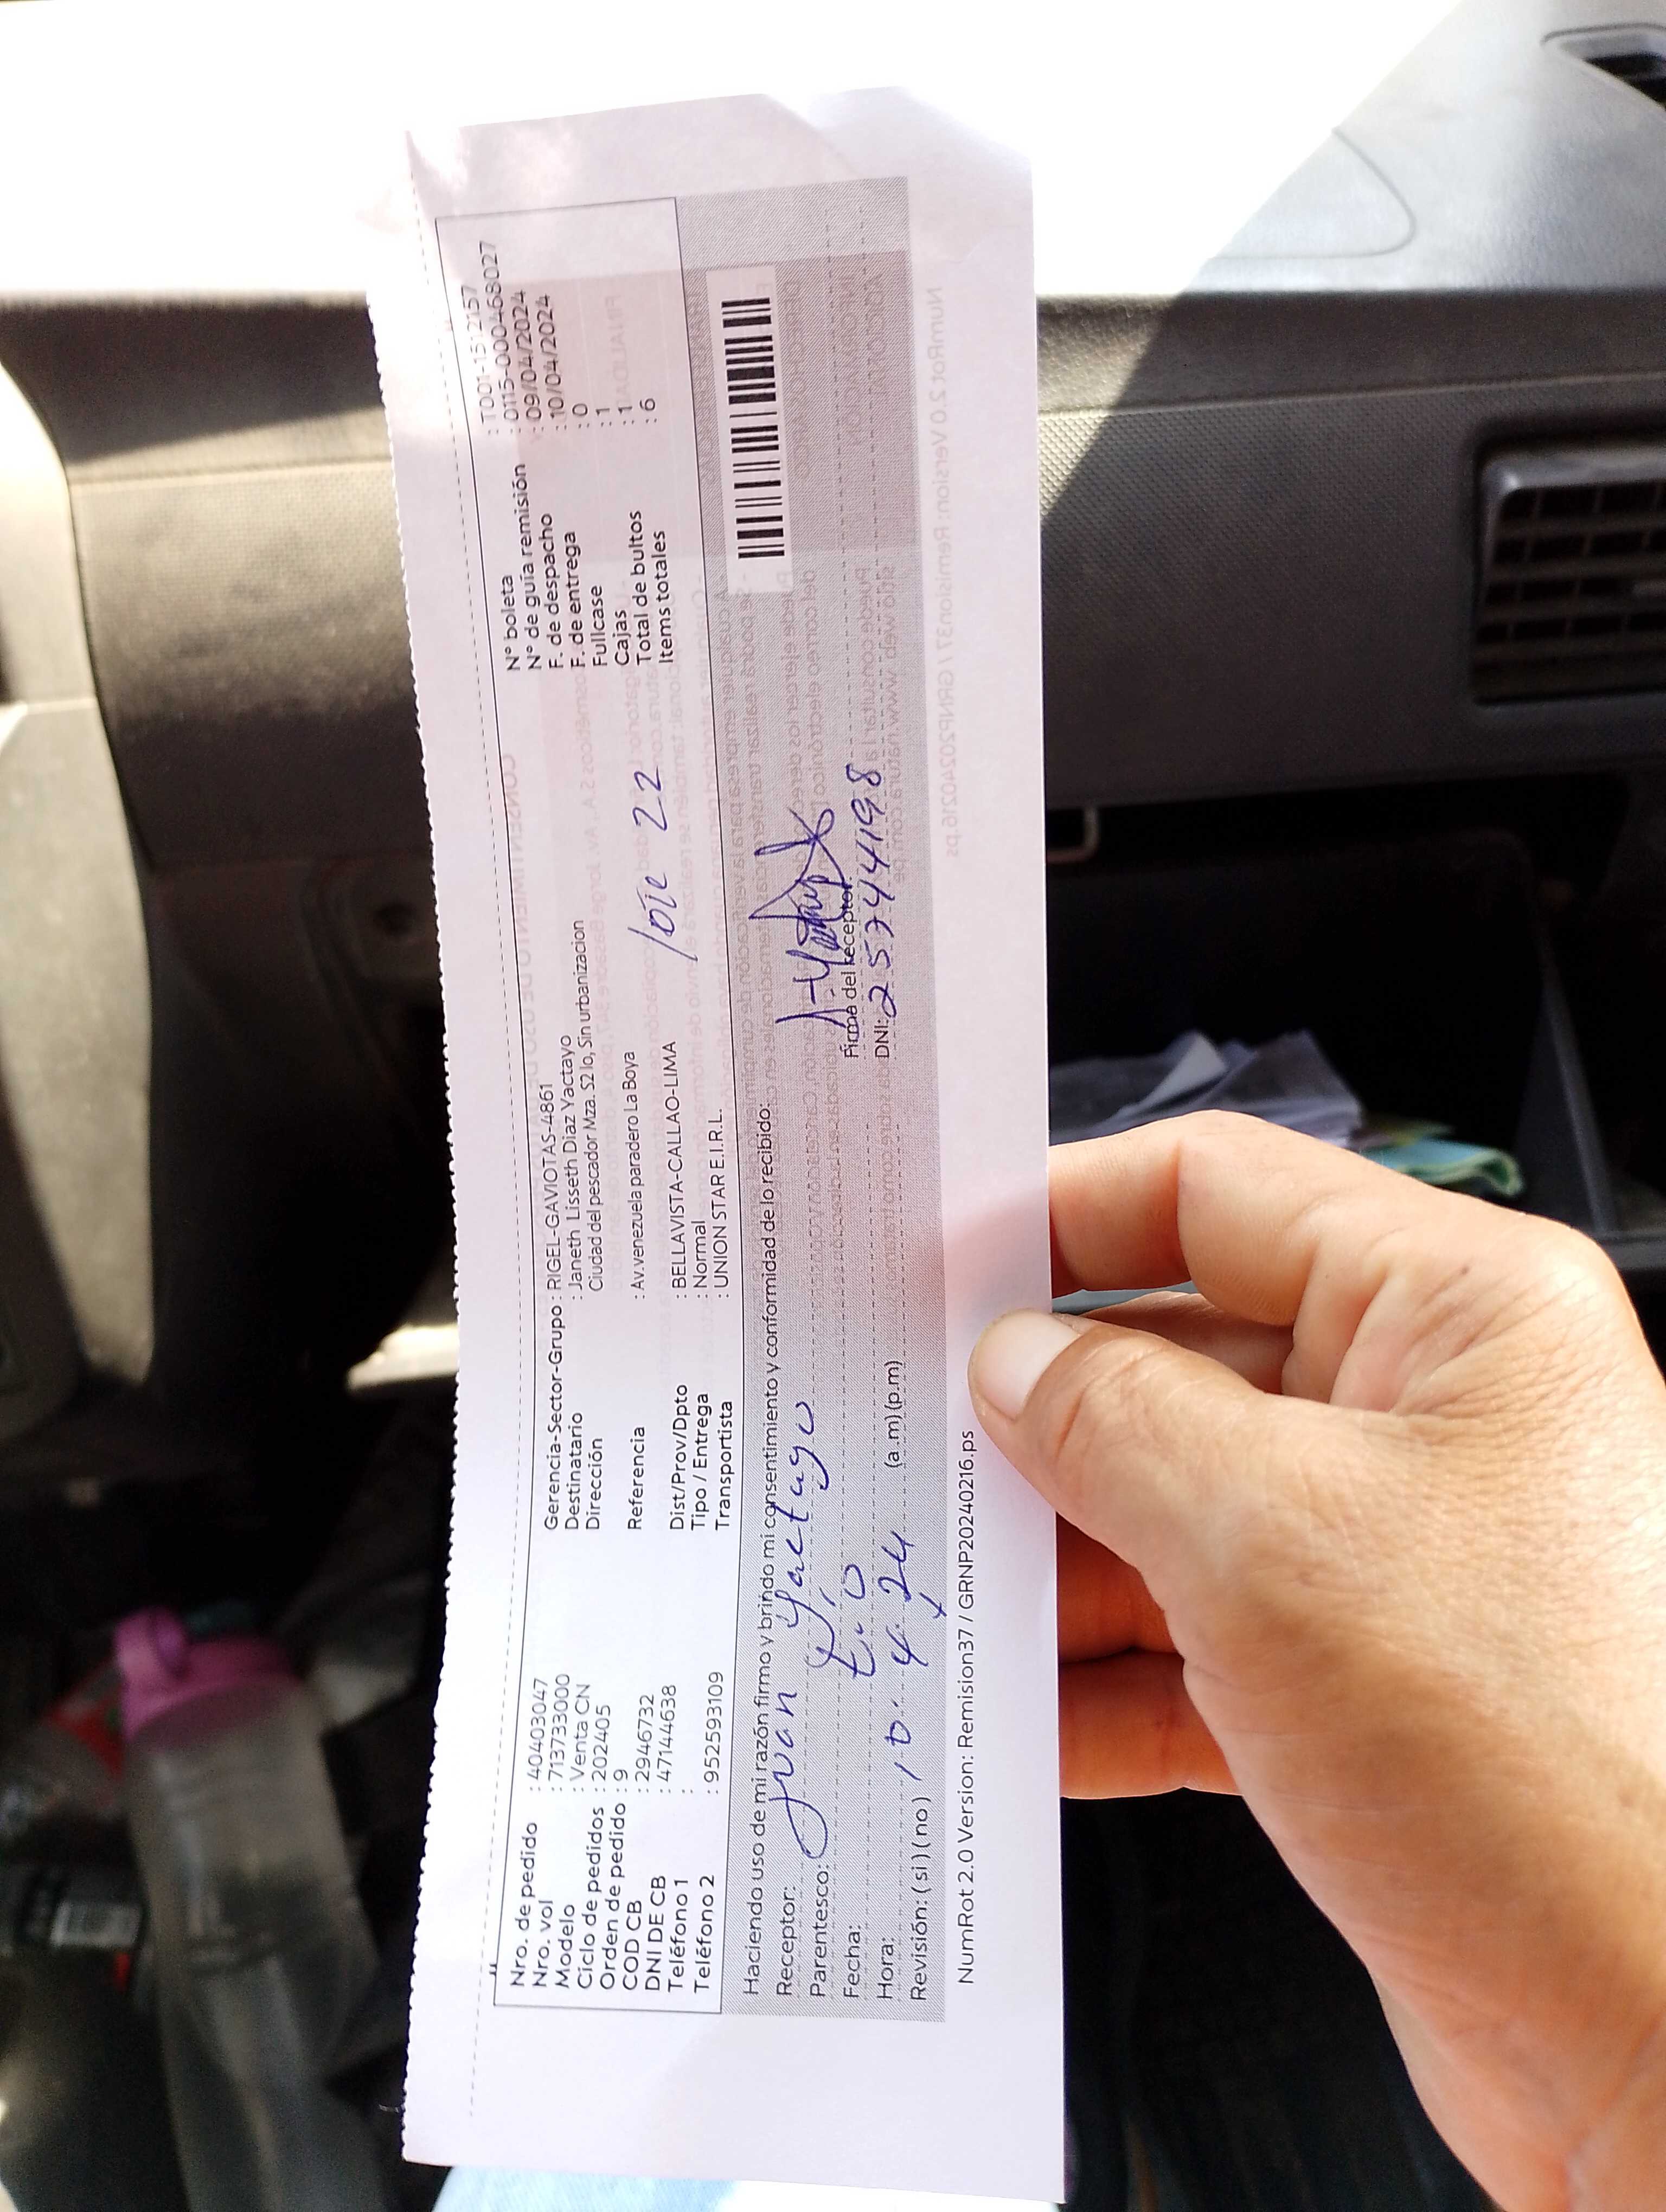 Nro. de pedido : 40403047
Nro. vol : 713733000
Modelo : Venta CN
Ciclo de pedidos : 202405
Orden de pedido : 9
COD CB : 2946732
DNI DE CB : 47144638
Teléfono 1 :
Teléfono 2 : 952593109
Gerencia-Sector-Grupo : RIGEL-GAVIOTAS-4861
Destinatario : Janeth Lisseth Diaz Yactayo
Dirección Ciudad del pescador Mza. S2 lo, Sin urbanizacion
Referencia : Av.venezuela paradero La Boya
Dist/Prov/Dpto : BELLAVISTA-CALLAO-LIMA
Tipo / Entrega : Normal
Transportista : UNION STAR E.I.R.L.
N° boleta : T001-1512157
N° de guía remisión : 0115-0000468027
F. de despacho : 09/04/2024
F. de entrega : 10/04/2024
Fullcase : 0
Cajas : 1
Total de bultos : 1
Items totales : 6
22
Haciendo uso de mi razón firmo y brindo mi consentimiento y conformidad de lo recibido:
Receptor: Juan Yactayo
Parentesco:
Fecha:
Hora: 10. 4. 24 (a.m) (p.m)
Revisión: ( si ) ( no )
Firma del Receptor
DNI: 25744198
NumRot 2.0 Version: Remision37 / GRNP20240216.ps